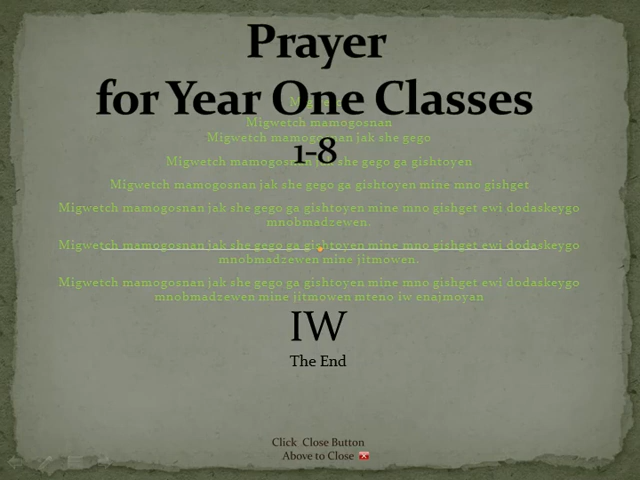 Prayer
for Year One Classes
Migwetch
Migwetch mamogosnan
Migwetch mamogosnan jak she gego
1-8
Migwetch mamogosnan jak she gego ga gishtoyen
Migwetch mamogosnan jak she gego ga gishtoyen mine mno gishget
Migwetch mamogosnan jak she gego ga gishtoyen mine mno gishget ewi dodaskeygo
mnobmadzewen.
Migwetch mamogosnan jak she gego ga gishtoyen mine mno gishget ewi dodaskeygo
mnobmadzewen mine jitmowen.
Migwetch mamogosnan jak she gego ga gishtoyen mine mno gishget ewi dodaskeygo
mnobmadzewen mine jitmowen mteno iw enajmoyan
IW
The End
Click Close Button
Above to Close